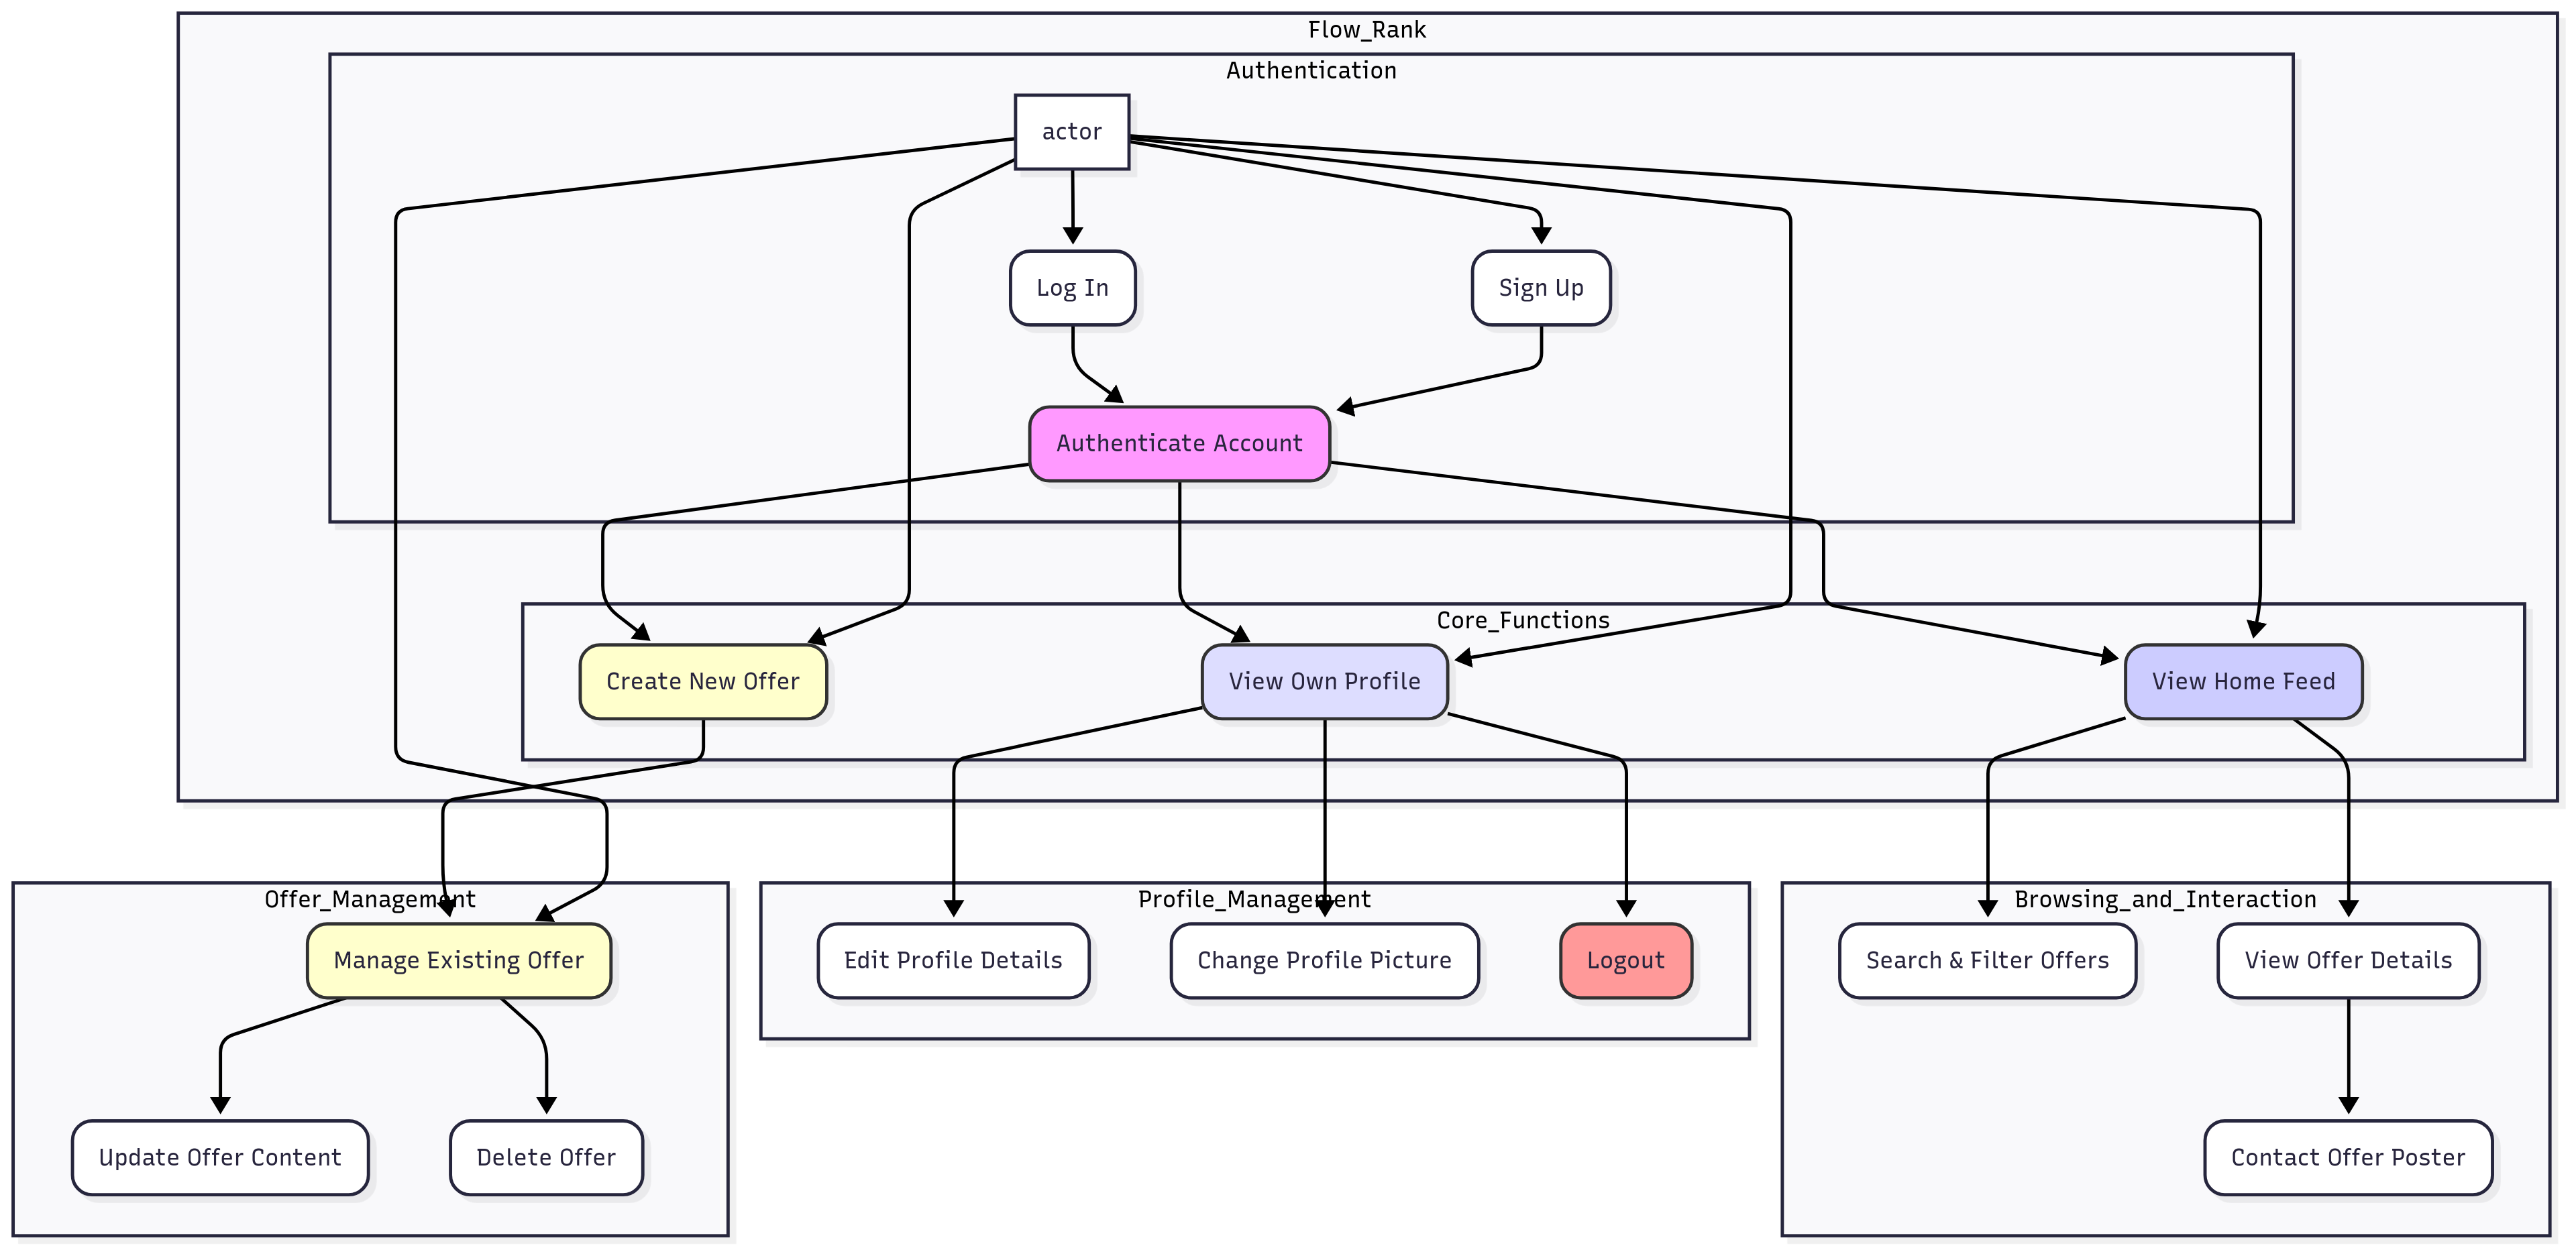 Flow_Rank
Authentication
actor
Log In
Sign Up
Authenticate Account
Core_Functions
Create New Offer
View Own Profile
View Home Feed
Offer_Management
Profile_Management
Browsing_and_Interaction
Manage Existing Offer
Edit Profile Details
Change Profile Picture
Logout
Search & Filter Offers
View Offer Details
Update Offer Content
Delete Offer
Contact Offer Poster